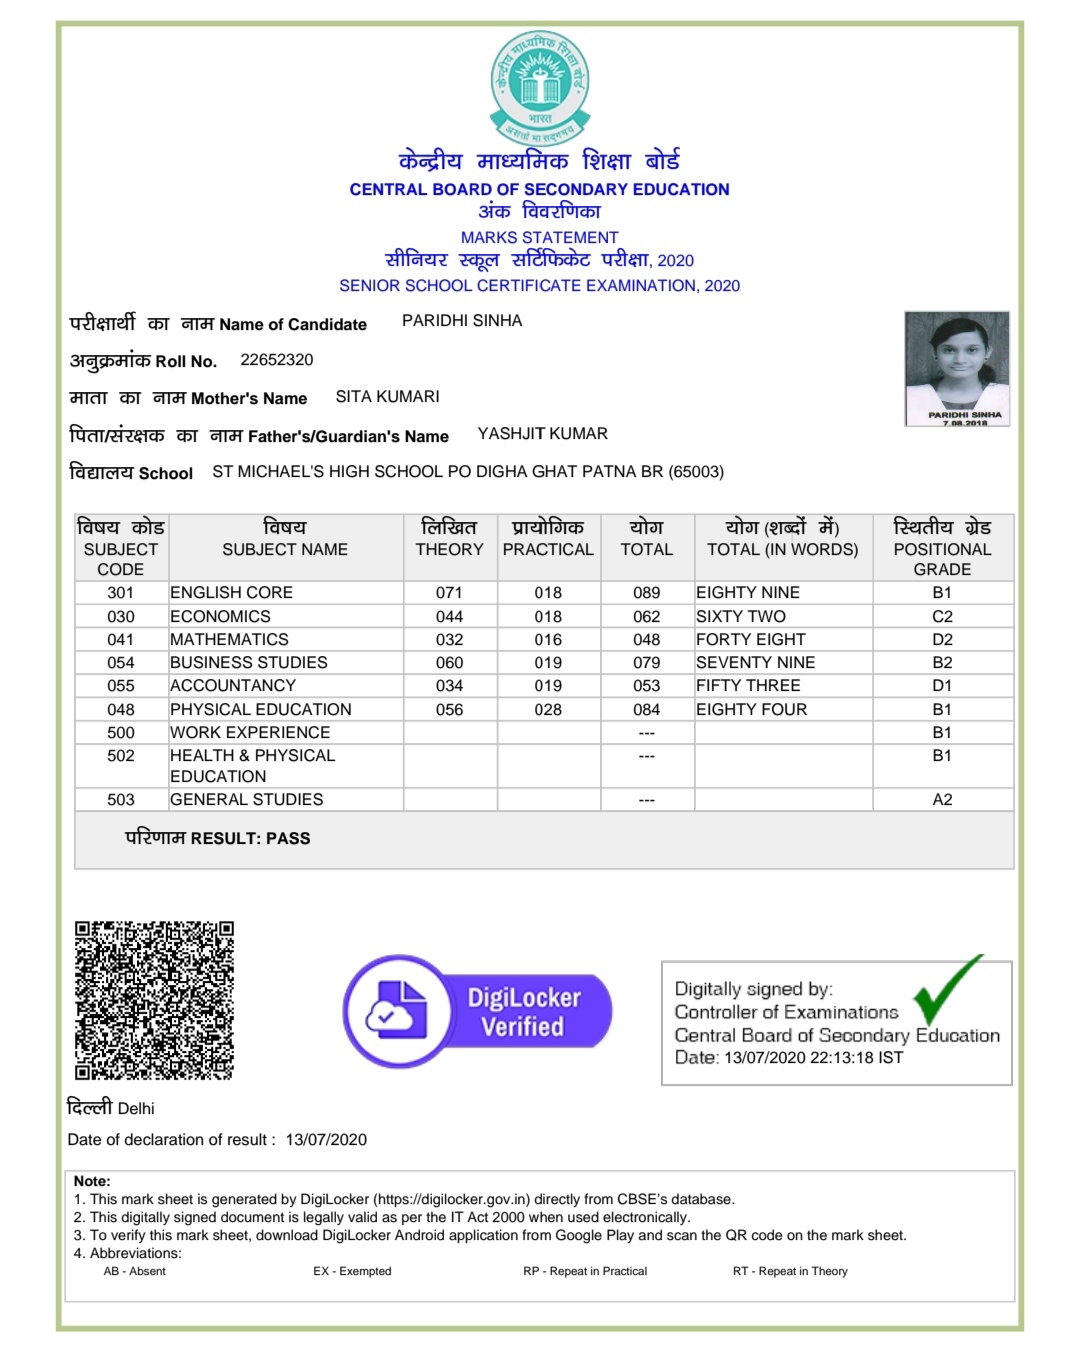 केन्द्रीय माध्यमिक शिक्षा बोर्ड
भारत
असतो मा सद्गमय
केन्द्रीय माध्यमिक शिक्षा बोर्ड
CENTRAL BOARD OF SECONDARY EDUCATION
अंक विवरणिका
MARKS STATEMENT
सीनियर स्कूल सर्टिफिकेट परीक्षा, 2020
SENIOR SCHOOL CERTIFICATE EXAMINATION, 2020
परीक्षार्थी का नाम Name of Candidate PARIDHI SINHA
अनुक्रमांक Roll No. 22652320
माता का नाम Mother's Name SITA KUMARI
पिता/संरक्षक का नाम Father's/Guardian's Name YASHJIT KUMAR
विद्यालय School ST MICHAEL'S HIGH SCHOOL PO DIGHA GHAT PATNA BR (65003)
PARIDHI SINHA
7.08.2018
विषय कोड विषय लिखित प्रायोगिक योग योग (शब्दों में) स्थितीय ग्रेड
SUBJECT CODE SUBJECT NAME THEORY PRACTICAL TOTAL TOTAL (IN WORDS) POSITIONAL GRADE
301 ENGLISH CORE 071 018 089 EIGHTY NINE B1
030 ECONOMICS 044 018 062 SIXTY TWO C2
041 MATHEMATICS 032 016 048 FORTY EIGHT D2
054 BUSINESS STUDIES 060 019 079 SEVENTY NINE B2
055 ACCOUNTANCY 034 019 053 FIFTY THREE D1
048 PHYSICAL EDUCATION 056 028 084 EIGHTY FOUR B1
500 WORK EXPERIENCE --- B1
502 HEALTH & PHYSICAL EDUCATION --- B1
503 GENERAL STUDIES --- A2
परिणाम RESULT: PASS
DigiLocker
Verified
Digitally signed by:
Controller of Examinations
Central Board of Secondary Education
Date: 13/07/2020 22:13:18 IST
दिल्ली Delhi
Date of declaration of result : 13/07/2020
Note:
1. This mark sheet is generated by DigiLocker (https://digilocker.gov.in) directly from CBSE's database.
2. This digitally signed document is legally valid as per the IT Act 2000 when used electronically.
3. To verify this mark sheet, download DigiLocker Android application from Google Play and scan the QR code on the mark sheet.
4. Abbreviations:
AB - Absent EX - Exempted RP - Repeat in Practical RT - Repeat in Theory